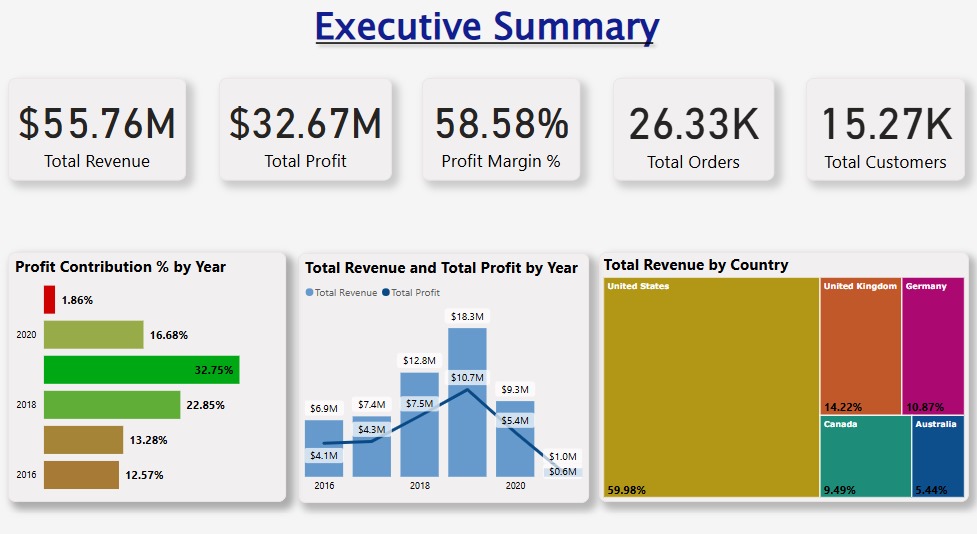 Executive Summary
$55.76M
Total Revenue
$32.67M
Total Profit
58.58%
Profit Margin %
26.33K
Total Orders
15.27K
Total Customers
Profit Contribution % by Year
1.86%
2020
16.68%
32.75%
2018
22.85%
13.28%
2016
12.57%
Total Revenue and Total Profit by Year
Total Revenue Total Profit
$18.3M
$12.8M
$10.7M
$9.3M
$6.9M
$7.4M
$7.5M
$4.3M
$5.4M
$4.1M
$1.0M
$0.6M
2016 2018 2020
Total Revenue by Country
United States
59.98%
United Kingdom
14.22%
Germany
10.87%
Canada
9.49%
Australia
5.44%